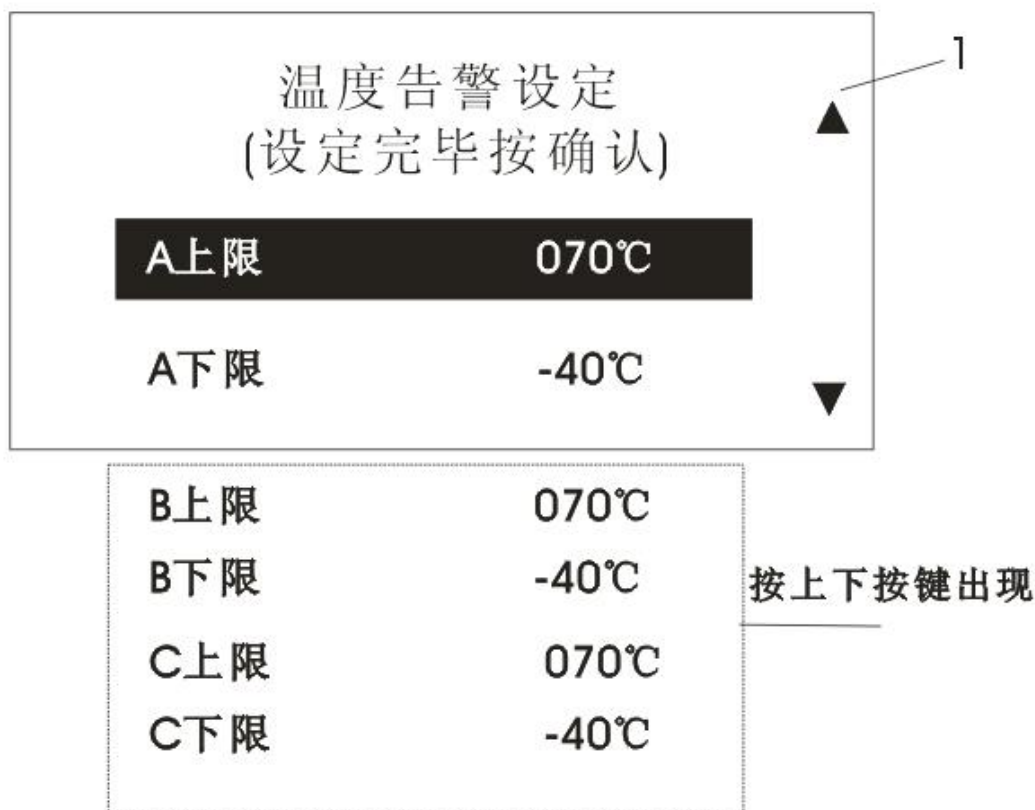 1
温度告警设定
(设定完毕按确认)
▲
A上限 070℃
A下限 -40℃
▼
B上限 070℃
B下限 -40℃
按上下按键出现
C上限 070℃
C下限 -40℃